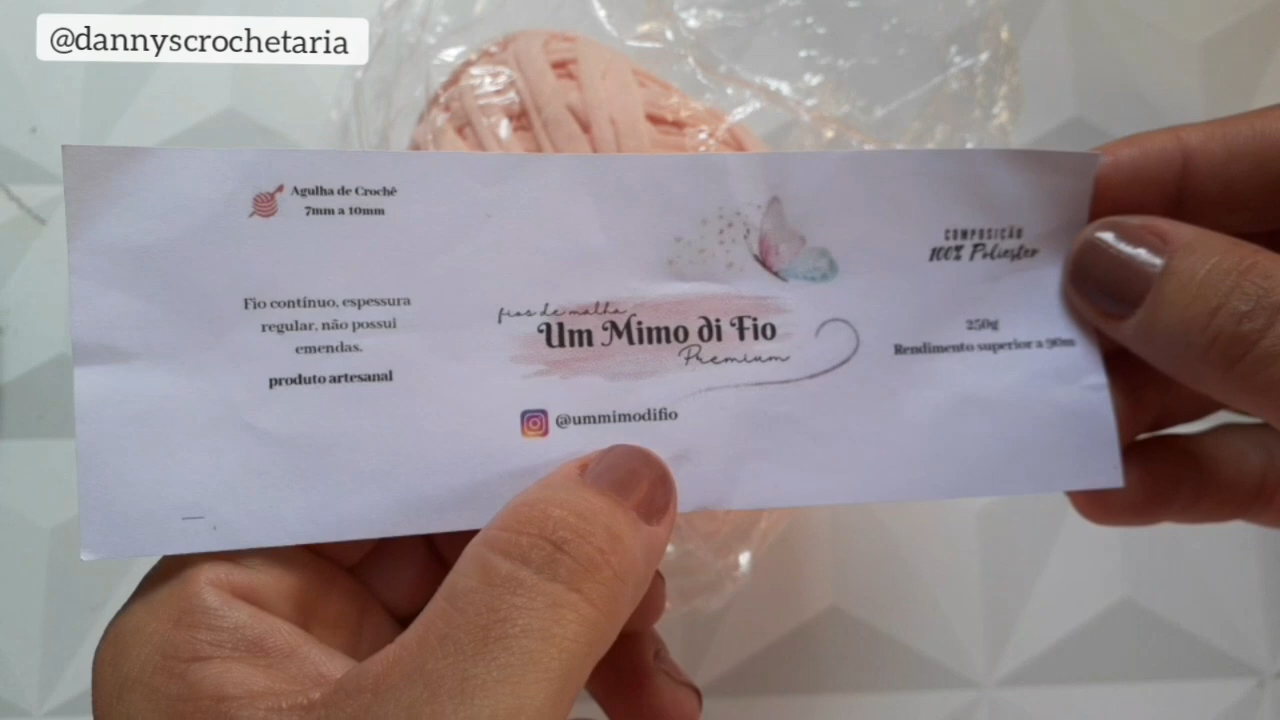 @dannyscrochetaria
Agulha de Crochê
7mm a 10mm
Fio contínuo, espessura
regular, não possui
emendas.
produto artesanal
fios de malha
Um Mimo di Fio
Premium
@ummimodifio
COMPOSIÇÃO
100% Poliester
250g
Rendimento superior a 90m